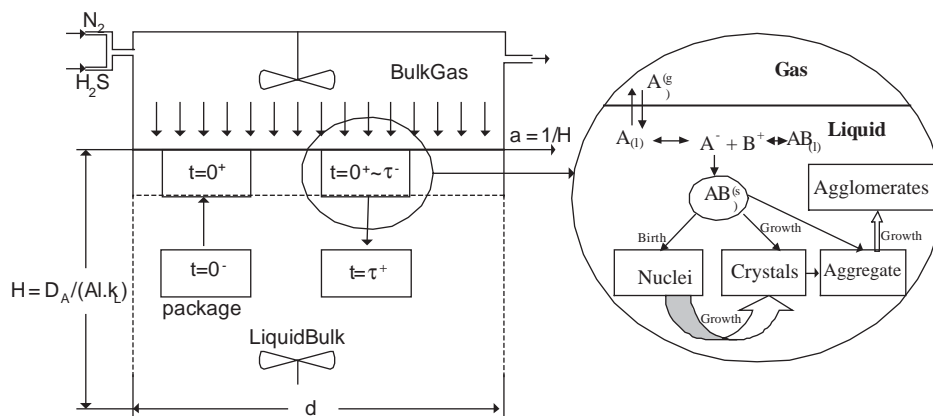 N2
H2S
BulkGas
a = 1/H
t=0+
t=0+~τ-
t=0-
t=τ+
package
H = DA/(Al.kL)
LiquidBulk
d
Gas
A(g)
Liquid
A(l)
A- + B+
AB(l)
AB(s)
Agglomerates
Birth
Growth
Growth
Nuclei
Crystals
Aggregate
Growth